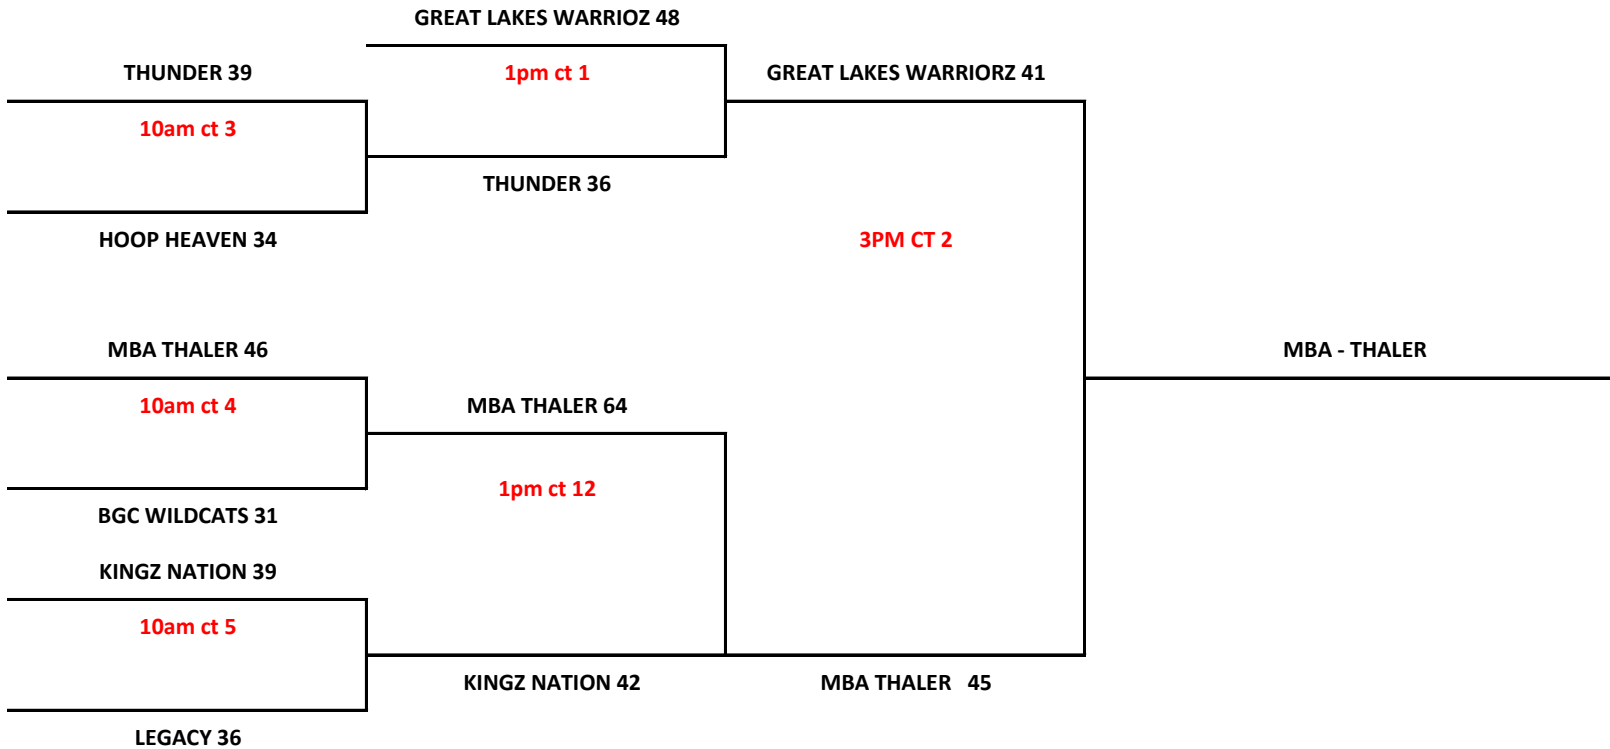 GREAT LAKES WARRIOZ 48
THUNDER 39
1pm ct 1
GREAT LAKES WARRIORZ 41
10am ct 3
THUNDER 36
HOOP HEAVEN 34
3PM CT 2
MBA THALER 46
MBA - THALER
10am ct 4
MBA THALER 64
1pm ct 12
BGC WILDCATS 31
KINGZ NATION 39
10am ct 5
KINGZ NATION 42
MBA THALER   45
LEGACY 36